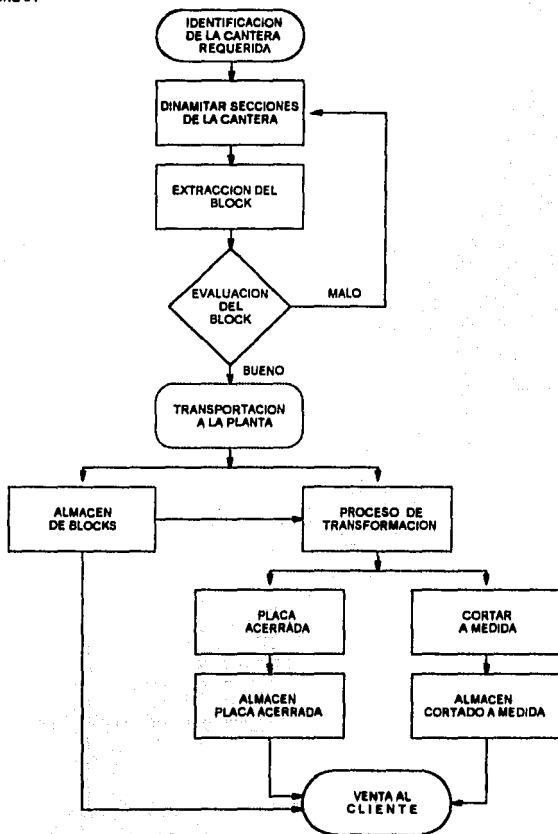 IDENTIFICACION
DE LA CANTERA
REQUERIDA
DINAMITAR SECCIONES
DE LA CANTERA
EXTRACCION DEL
BLOCK
EVALUACION
DEL
BLOCK
MALO
BUENO
TRANSPORTACION
A LA PLANTA
ALMACEN
DE BLOCKS
PROCESO DE
TRANSFORMACION
PLACA
ACERRADA
CORTAR
A MEDIDA
ALMACEN
PLACA ACERRADA
ALMACEN
CORTADO A MEDIDA
VENTA AL
CLIENTE